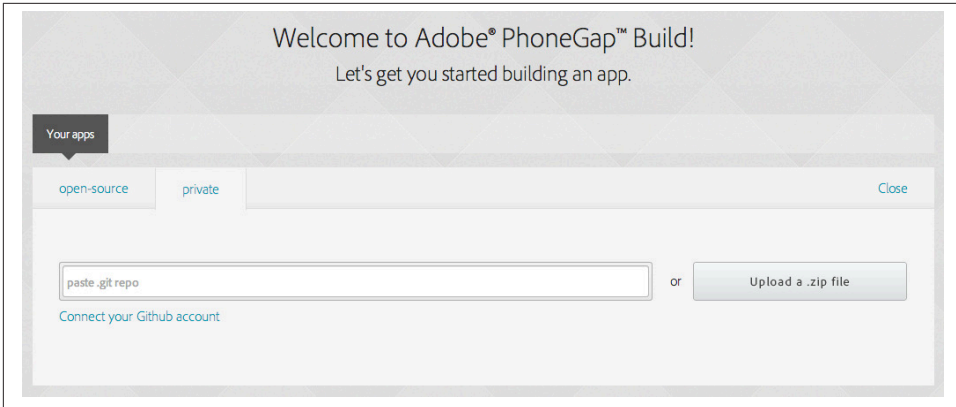 Welcome to Adobe® PhoneGap™ Build!
Let's get you started building an app.
Your apps
open-source
private
Close
paste .git repo
or
Upload a .zip file
Connect your Github account